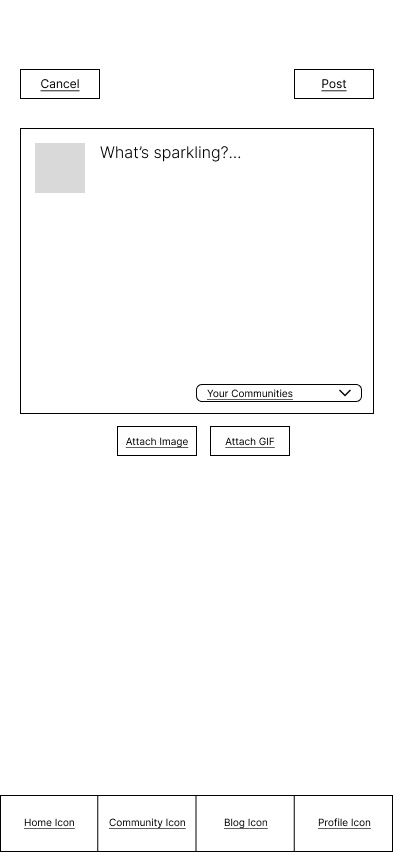 Cancel
Post
What's sparkling?...
Your Communities
Attach Image
Attach GIF
Home Icon
Community Icon
Blog Icon
Profile Icon